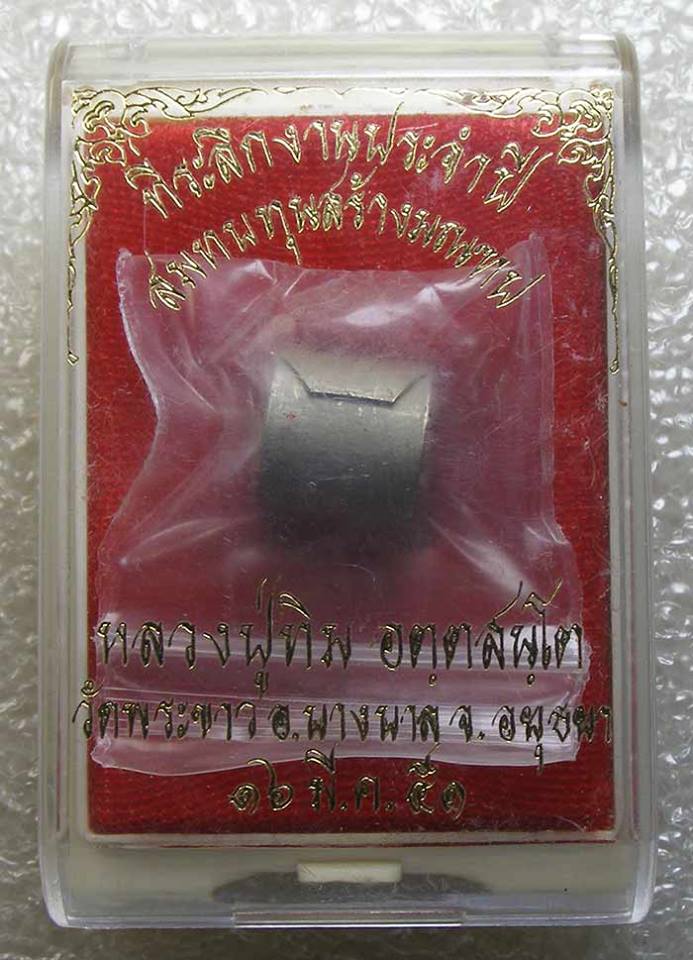 ที่ระลึกงานประจำปี
สมทบทุนสร้างมณฑป
หลวงปู่ทิม อตฺตสนฺโต
วัดพระขาว อ.บางบาล จ.อยุธยา
๑๖ มี.ค. ๕๑